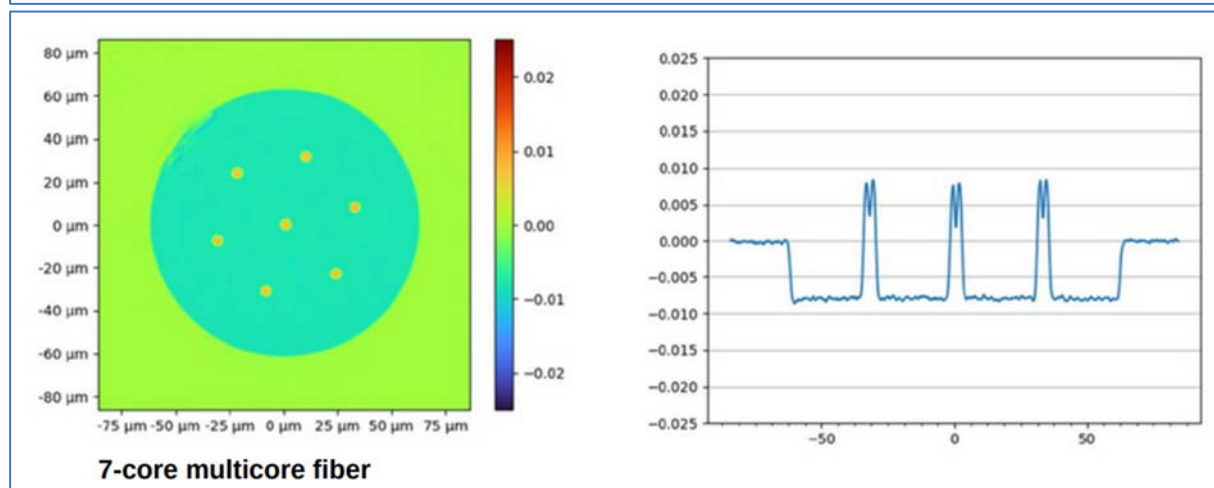 80 µm
60 µm
40 µm
20 µm
0 µm
-20 µm
-40 µm
-60 µm
-80 µm
-75 µm -50 µm -25 µm 0 µm 25 µm 50 µm 75 µm
0.02
0.01
0.00
−0.01
−0.02
0.025
0.020
0.015
0.010
0.005
0.000
−0.005
−0.010
−0.015
−0.020
−0.025
−50 0 50
7-core multicore fiber